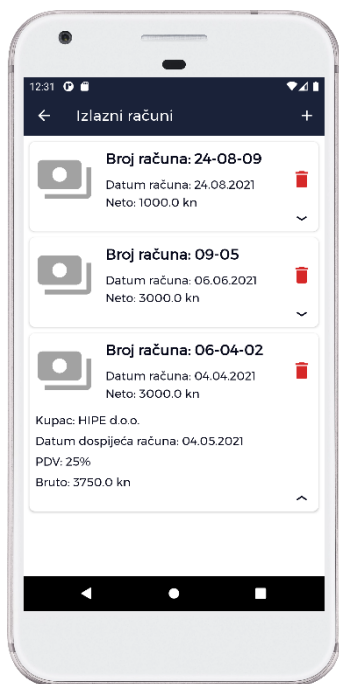 12:31
Izlazni računi
Broj računa: 24-08-09
Datum računa: 24.08.2021
Neto: 1000.0 kn
Broj računa: 09-05
Datum računa: 06.06.2021
Neto: 3000.0 kn
Broj računa: 06-04-02
Datum računa: 04.04.2021
Neto: 3000.0 kn
Kupac: HIPE d.o.o.
Datum dospijeća računa: 04.05.2021
PDV: 25%
Bruto: 3750.0 kn